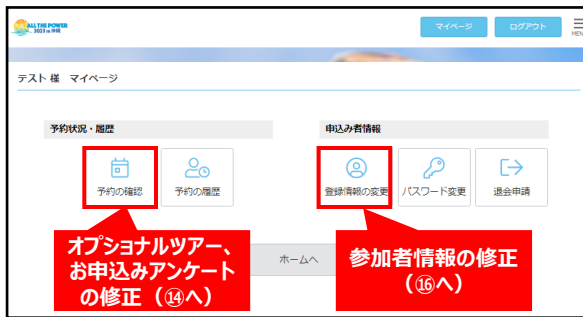 ALL THE POWER
2023 in 沖縄
マイページ
ログアウト
MENU
テスト 様 マイページ
予約状況・履歴
申込み者情報
予約の確認
予約の履歴
登録情報の変更
パスワード変更
退会申請
ホームへ
オプショナルツアー、
お申込みアンケート
の修正（⑭へ）
参加者情報の修正
（⑯へ）